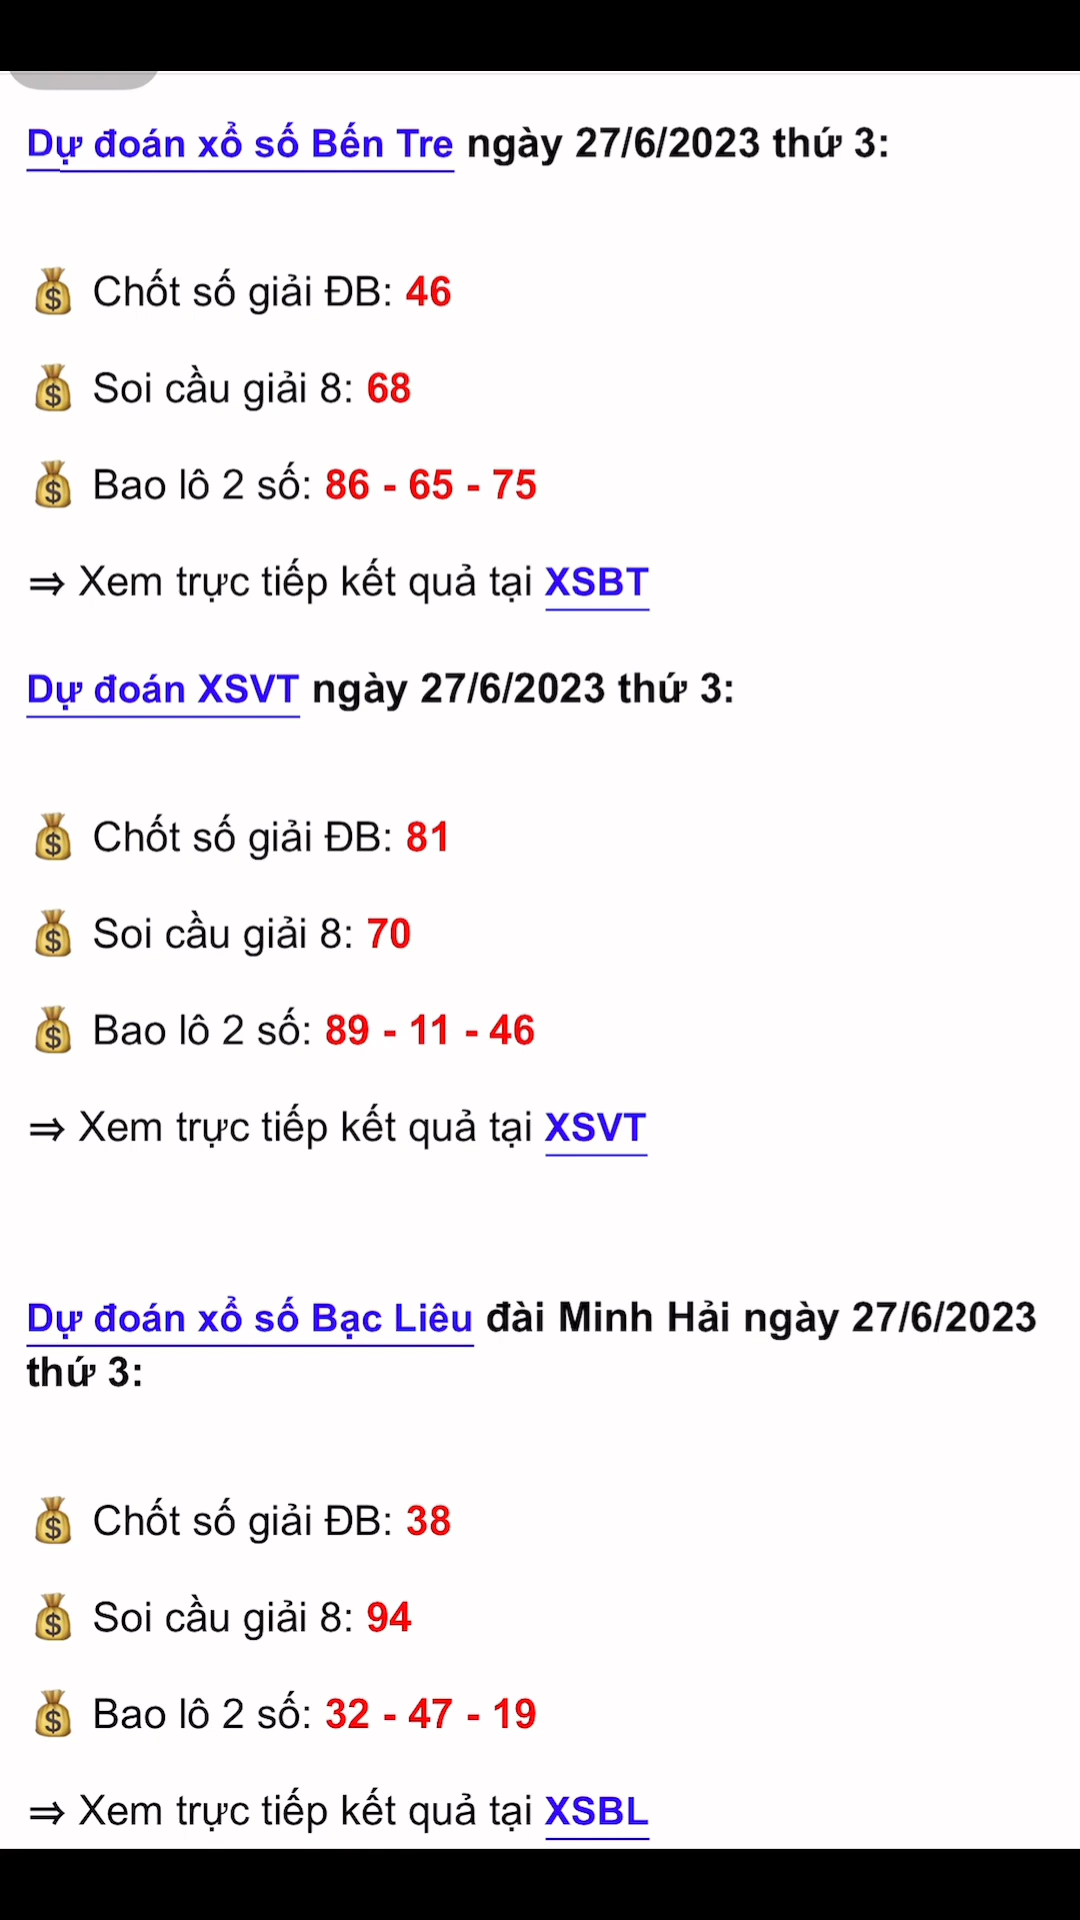 Dự đoán xổ số Bến Tre ngày 27/6/2023 thứ 3:
Chốt số giải ĐB: 46
Soi cầu giải 8: 68
Bao lô 2 số: 86 - 65 - 75
⇒ Xem trực tiếp kết quả tại XSBT
Dự đoán XSVT ngày 27/6/2023 thứ 3:
Chốt số giải ĐB: 81
Soi cầu giải 8: 70
Bao lô 2 số: 89 - 11 - 46
⇒ Xem trực tiếp kết quả tại XSVT
Dự đoán xổ số Bạc Liêu đài Minh Hải ngày 27/6/2023
thứ 3:
Chốt số giải ĐB: 38
Soi cầu giải 8: 94
Bao lô 2 số: 32 - 47 - 19
⇒ Xem trực tiếp kết quả tại XSBL